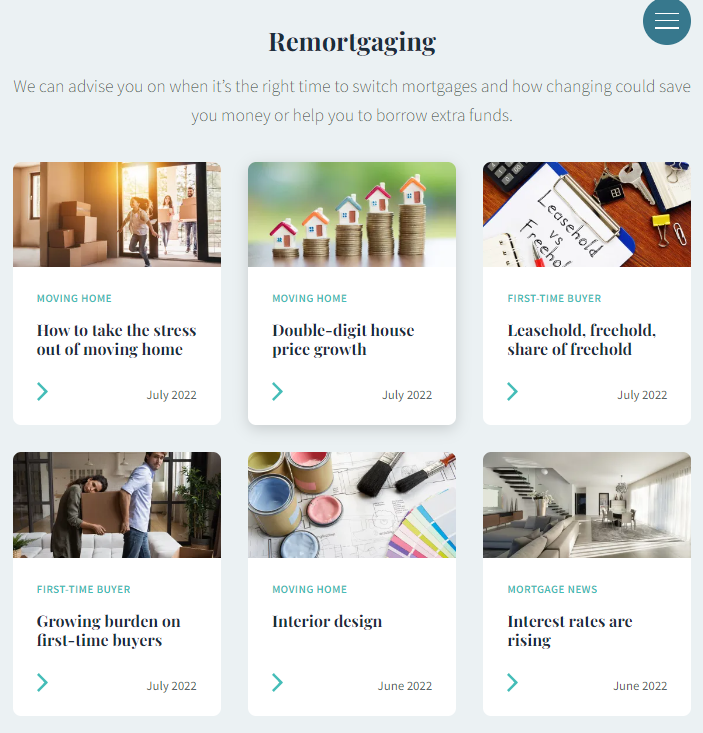 Remortgaging
We can advise you on when it's the right time to switch mortgages and how changing could save
you money or help you to borrow extra funds.
Leasehold
vs
Freehol
MOVING HOME
How to take the stress
out of moving home
July 2022
MOVING HOME
Double-digit house
price growth
July 2022
FIRST-TIME BUYER
Leasehold, freehold,
share of freehold
July 2022
FIRST-TIME BUYER
Growing burden on
first-time buyers
July 2022
MOVING HOME
Interior design
June 2022
MORTGAGE NEWS
Interest rates are
rising
June 2022